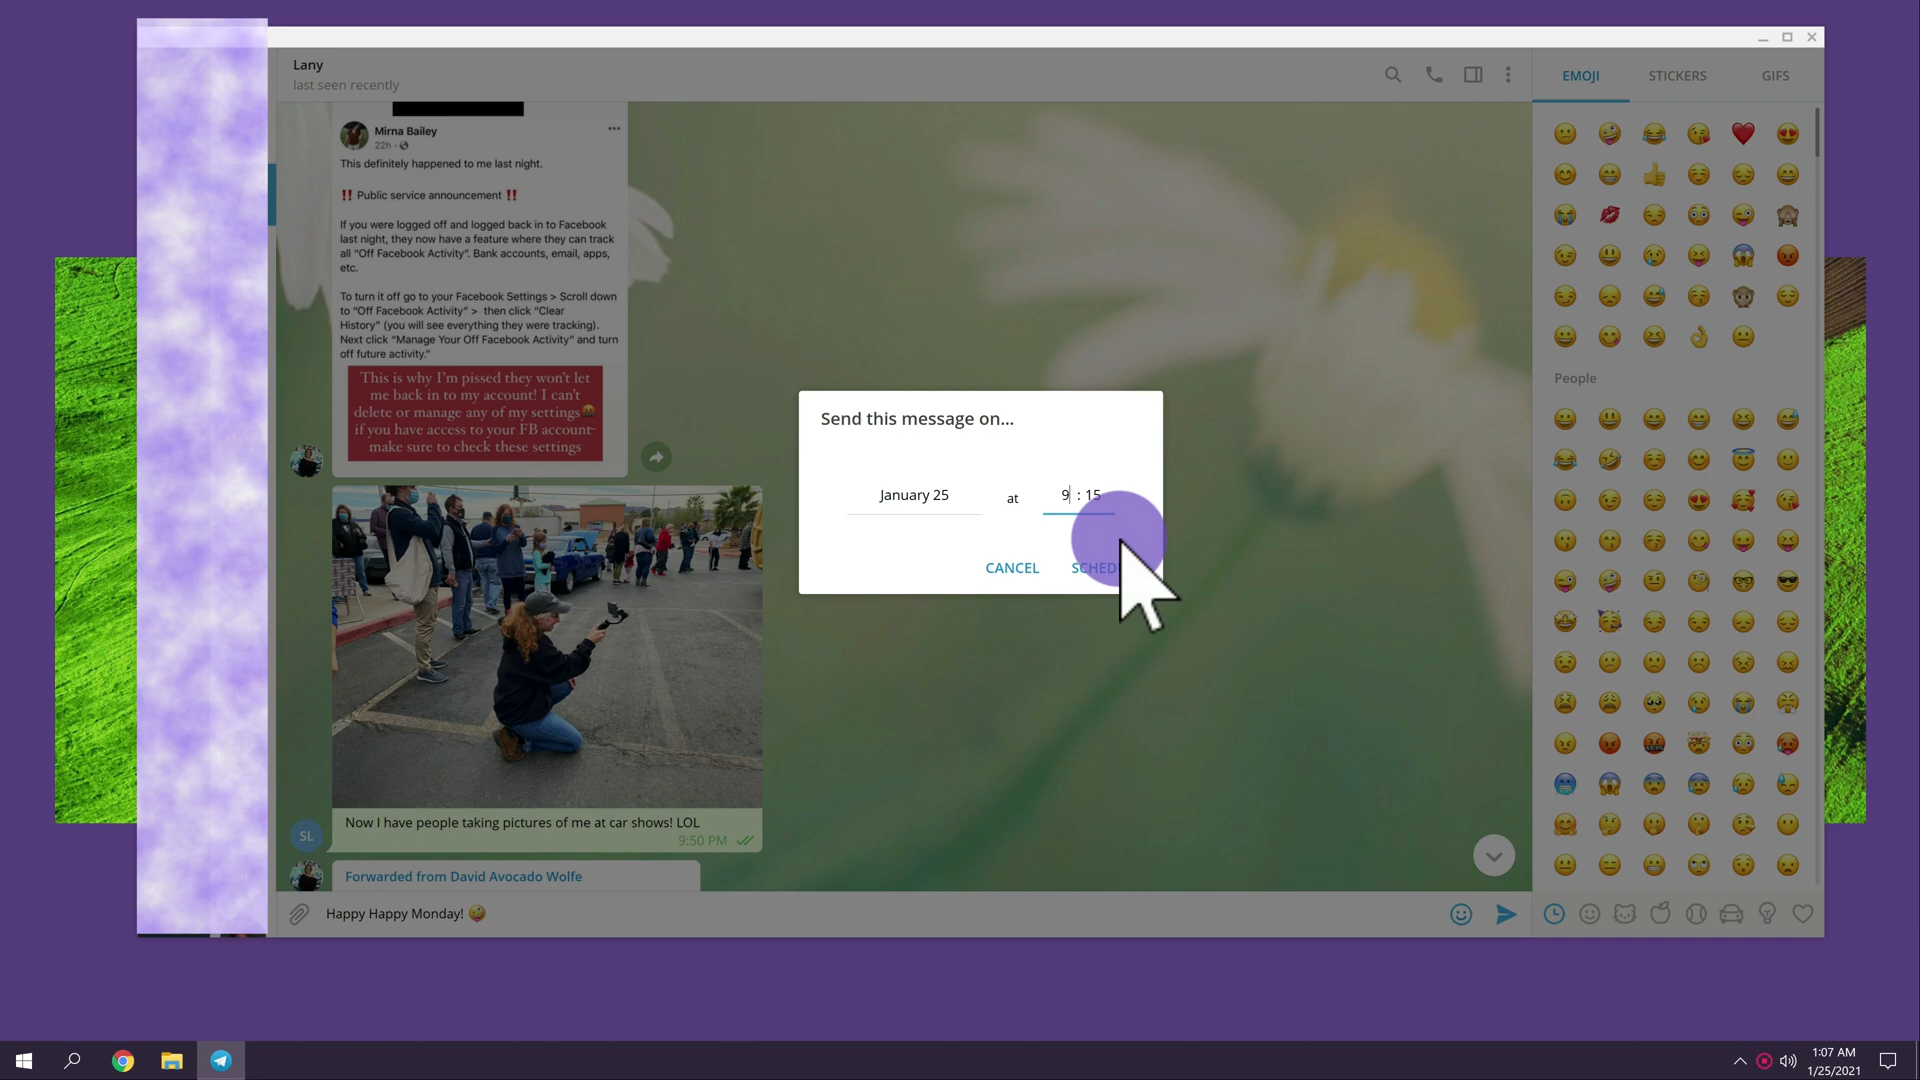 Lany
last seen recently
EMOJI
STICKERS
GIFS
Mirna Bailey
22h
This definitely happened to me last night.
‼️ Public service announcement ‼️
If you were logged off and logged back in to Facebook
last night, they now have a feature where they can track
all "Off Facebook Activity". Bank accounts, email, apps,
etc.
To turn it off go to your Facebook Settings > Scroll down
to "Off Facebook Activity" > then click "Clear
History" (you will see everything they were tracking).
Next click "Manage Your Off Facebook Activity" and turn
off future activity."
This is why I'm pissed they won't let
me back in to my account! I can't
delete or manage any of my settings🤬
if you have access to your FB account-
make sure to check these settings
People
Send this message on...
January 25
at
9 : 15
CANCEL
SCHED
SL
Now I have people taking pictures of me at car shows! LOL
9:50 PM
Forwarded from David Avocado Wolfe
Happy Happy Monday! 🤪
1:07 AM
1/25/2021